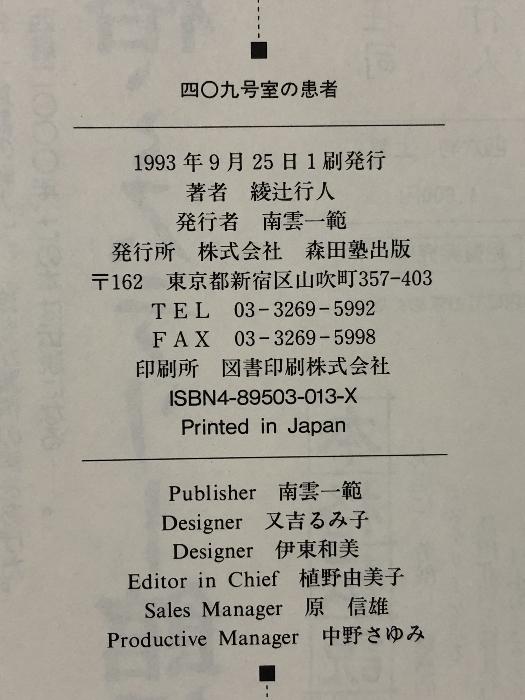 四〇九号室の患者
1993年9月25日1刷発行
著者 綾辻行人
発行者 南雲一範
発行所 株式会社 森田塾出版
〒162 東京都新宿区山吹町357-403
TEL 03-3269-5992
FAX 03-3269-5998
印刷所 図書印刷株式会社
ISBN4-89503-013-X
Printed in Japan
Publisher 南雲一範
Designer 又吉るみ子
Designer 伊東和美
Editor in Chief 植野由美子
Sales Manager 原 信雄
Productive Manager 中野さゆみ